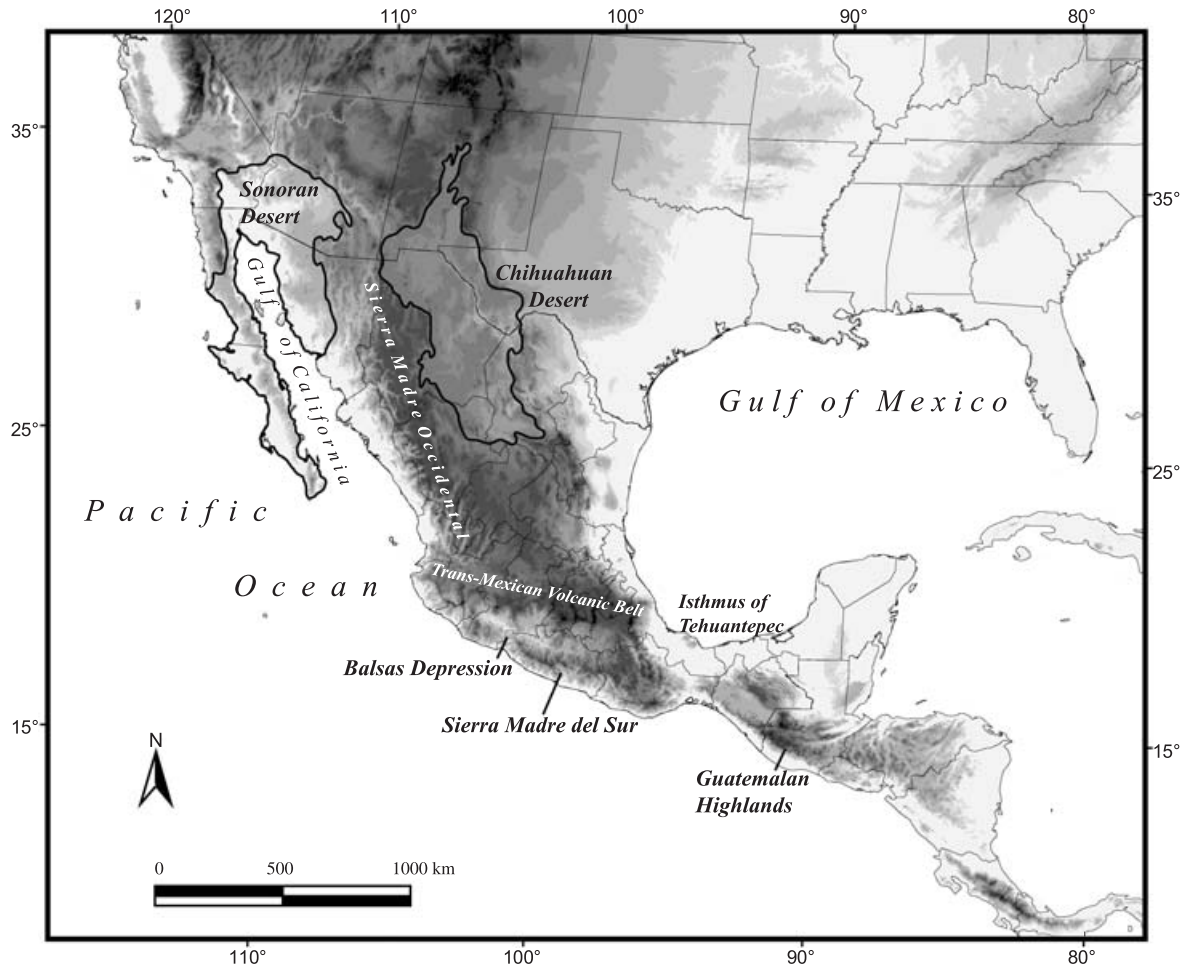 120°
110°
100°
90°
80°
35°
35°
Sonoran
Desert
Chihuahuan
Desert
Gulf of California
Sierra Madre Occidental
Gulf of Mexico
25°
25°
Pacific
Ocean
Trans-Mexican Volcanic Belt
Isthmus of
Tehuantepec
Balsas Depression
Sierra Madre del Sur
15°
15°
N
Guatemalan
Highlands
0
500
1000 km
110°
100°
90°
80°